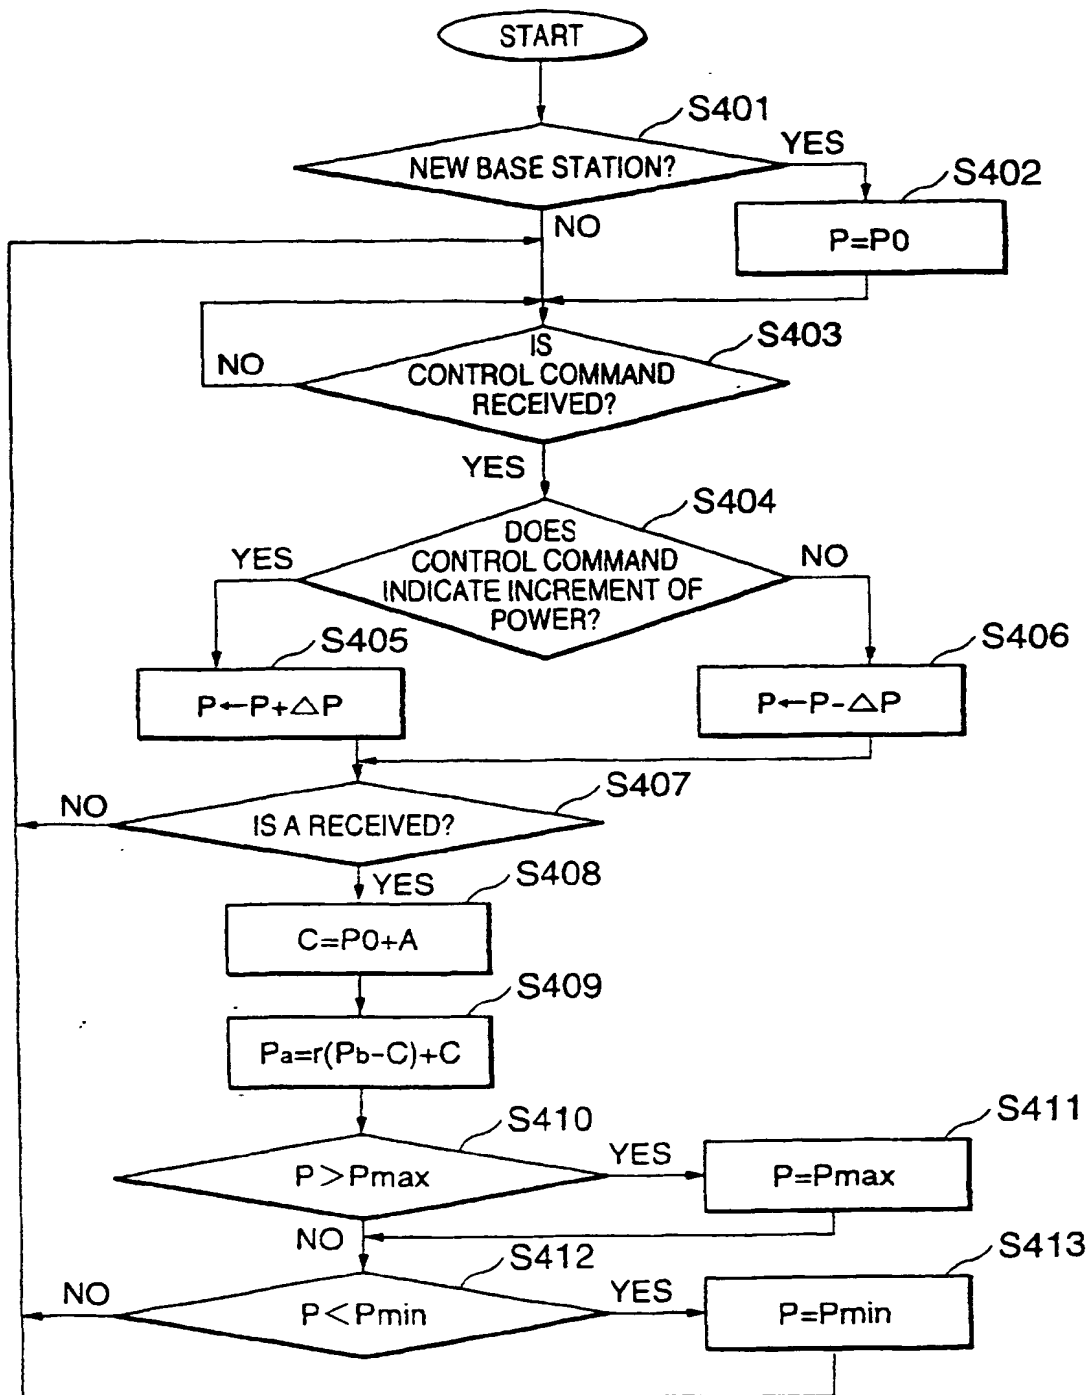 START
S401
NEW BASE STATION?
YES
S402
P=P0
NO
S403
IS
CONTROL COMMAND
RECEIVED?
NO
YES
S404
DOES
CONTROL COMMAND
INDICATE INCREMENT OF
POWER?
YES
NO
S405
P←P+△P
S406
P←P-△P
S407
IS A RECEIVED?
NO
YES
S408
C=P0+A
S409
Pa=r(Pb-C)+C
S410
P>Pmax
YES
S411
P=Pmax
NO
S412
P<Pmin
NO
YES
S413
P=Pmin